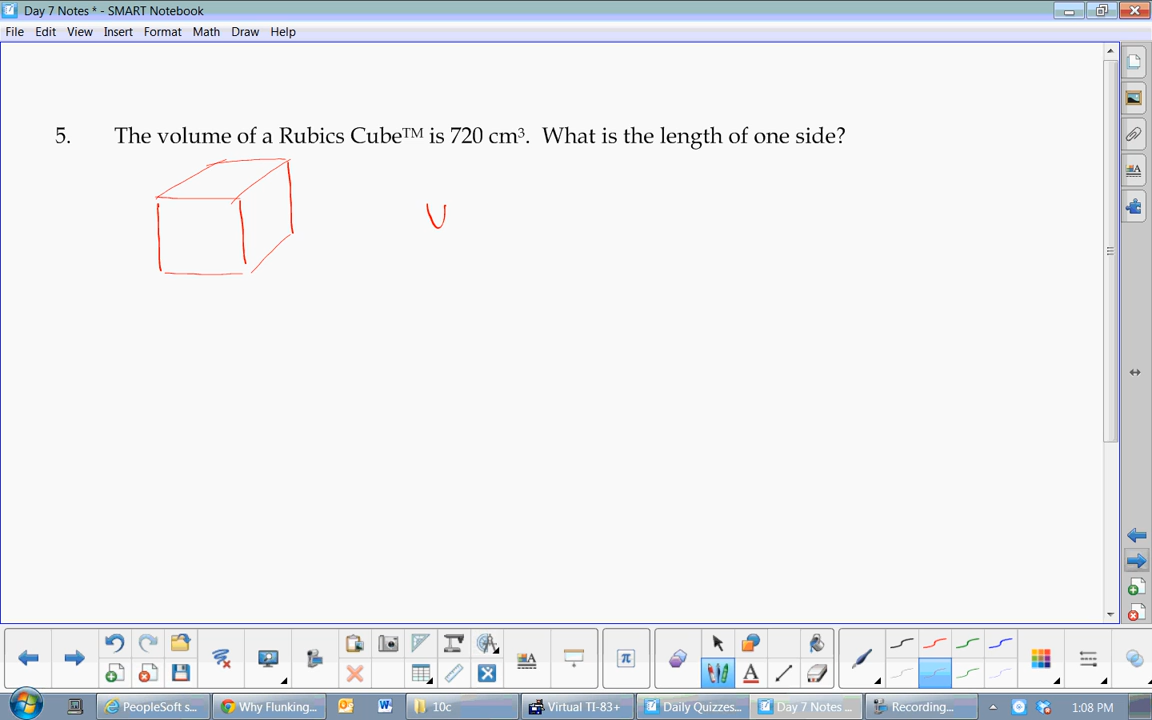 Day 7 Notes * - SMART Notebook
File Edit View Insert Format Math Draw Help
5. The volume of a Rubics Cube™ is 720 cm³. What is the length of one side?
V
PeopleSoft s... Why Flunking... 10c Virtual TI-83+ Daily Quizzes... Day 7 Notes ... Recording... 1:08 PM